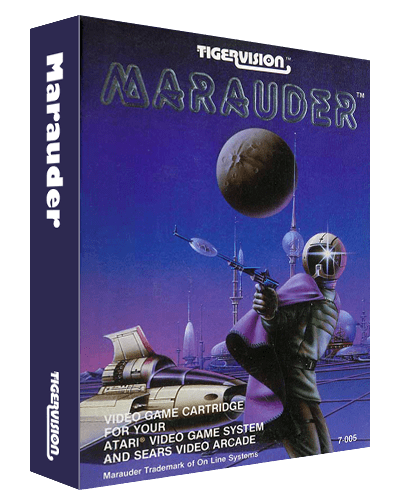 Marauder
TIGERVISION
TIGERVISION™
MARAUDER™
VIDEO GAME CARTRIDGE
FOR YOUR
ATARI® VIDEO GAME SYSTEM
AND SEARS VIDEO ARCADE
7-005
Marauder Trademark of On Line Systems